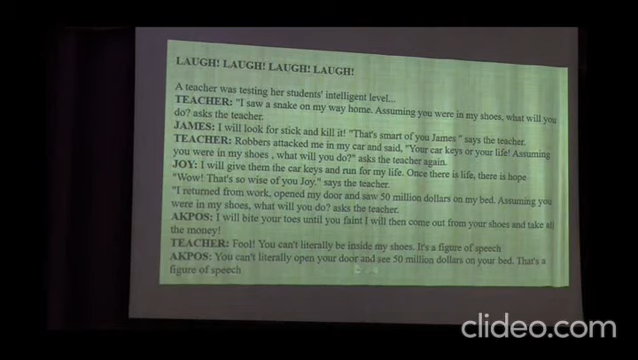 LAUGH! LAUGH! LAUGH! LAUGH!
A teacher was testing her students' intelligent level...
TEACHER: "I saw a snake on my way home. Assuming you were in my shoes, what will you
do? asks the teacher.
JAMES: I will look for stick and kill it! "That's smart of you James " says the teacher.
TEACHER: Robbers attacked me in my car and said, "Your car keys or your life! Assuming
you were in my shoes , what will you do?" asks the teacher again.
JOY: I will give them the car keys and run for my life. Once there is life, there is hope
"Wow! That's so wise of you Joy." says the teacher.
"I returned from work, opened my door and saw 50 million dollars on my bed. Assuming you
were in my shoes, what will you do? asks the teacher.
AKPOS: I will bite your toes until you faint I will then come out from your shoes and take all
the money!
TEACHER: Fool! You can't literally be inside my shoes. It's a figure of speech
AKPOS: You can't literally open your door and see 50 million dollars on your bed. That's a
figure of speech
clideo.com